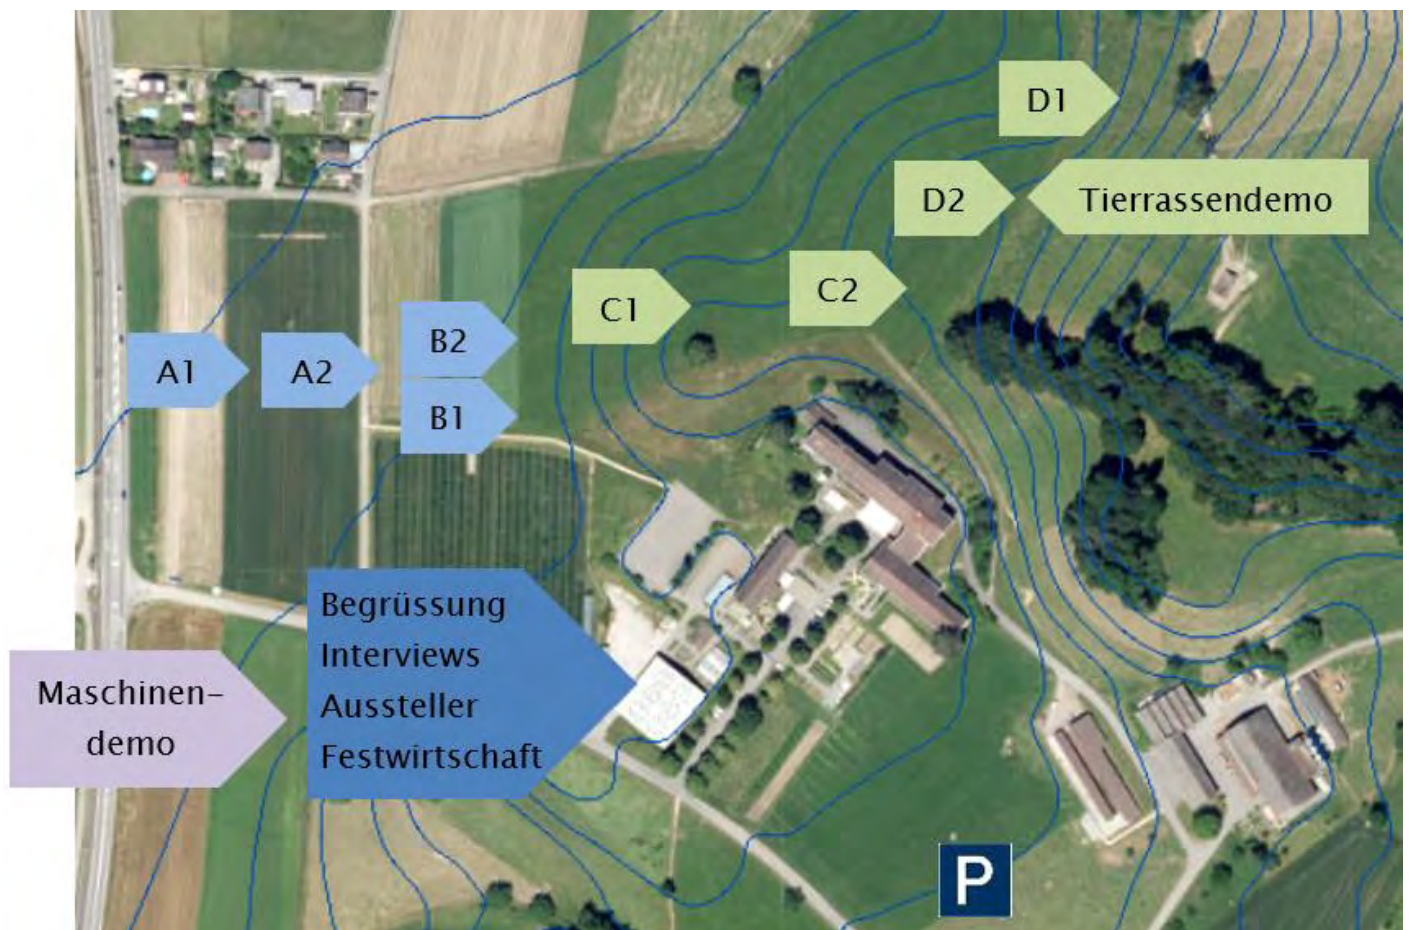 D1
D2
Tierrassendemo
C1
C2
B2
A1
A2
B1
Begrüssung
Interviews
Aussteller
Festwirtschaft
Maschinen-
demo
P